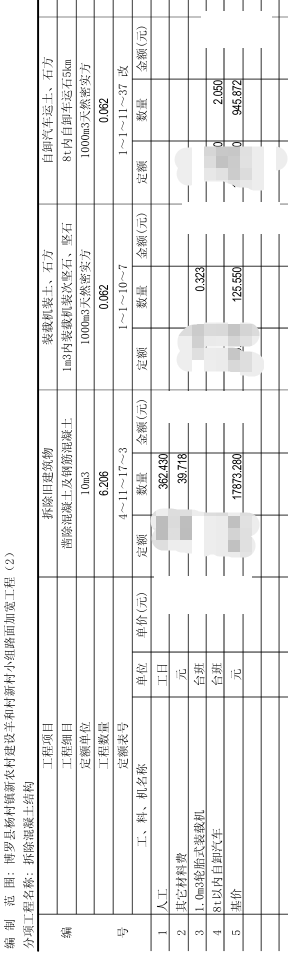 编 制 范 围: 博罗县杨村镇新农村建设羊和村新村小组路面加宽工程 (2)
分项工程名称: 拆除混凝土结构
编 号
工程项目 拆除旧建筑物 装载机装土、石方 自卸汽车运土、石方
工程细目 凿除混凝土及钢筋混凝土 1m3内装载机装次坚石、坚石 8t内自卸车运石5km
定额单位 10m3 1000m3天然密实方 1000m3天然密实方
工程数量 6.206 0.062 0.062
定额表号 4~11~17~3 1~1~10~7 1~1~11~37 改
工、料、机名称 单位 单价(元) 定额 数量 金额(元) 定额 数量 金额(元) 定额 数量 金额(元)
1 人工 工日 362.430
2 其它材料费 元 39.718
3 1.0m3轮胎式装载机 台班 0.323
4 8t以内自卸汽车 台班 2.050
5 基价 元 17873.280 125.550 945.872